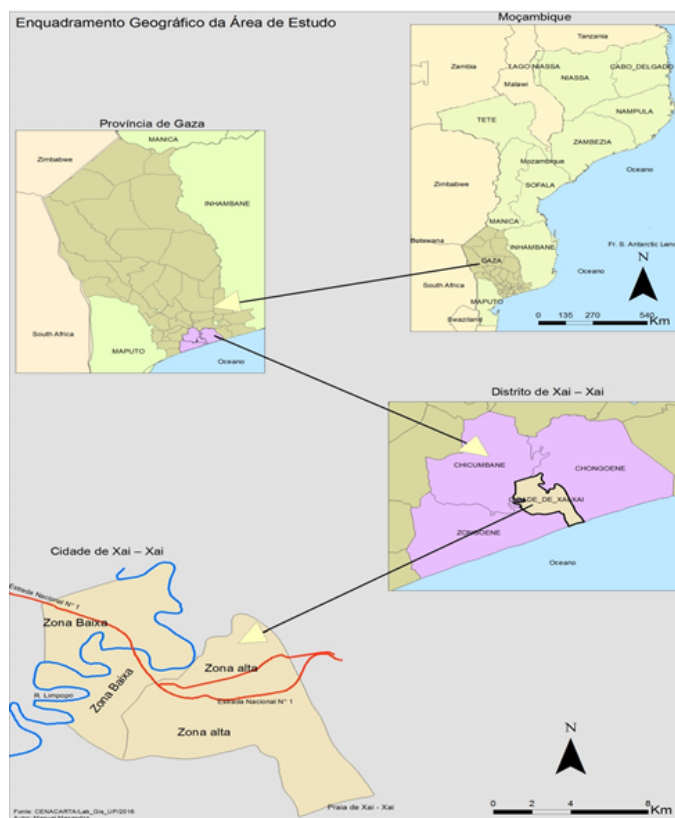 Enquadramento Geográfico da Área de Estudo
Moçambique
Tanzania
Zambia
LAGO NIASSA
CABO_DELGADO
NIASSA
Malawi
NAMPULA
TETE
ZAMBEZIA
Mozambique
Zimbabwe
SOFALA
Oceano
MANICA
Botswana
INHAMBANE
Fr. S. Antarctic Land
GAZA
Oceano
South Africa
MAPUTO
Swaziland
N
0 135 270 540
Km
Província de Gaza
MANICA
Zimbabwe
INHAMBANE
South Africa
MAPUTO
Oceano
Distrito de Xai – Xai
CHICUMBANE
CHONGOENE
CIDADE_DE_XAI-XAI
ZONGOENE
Oceano
Cidade de Xai – Xai
Estrada Nacional N° 1
Zona Baixa
Zona alta
R. Limpopo
Zona Baixa
Estrada Nacional N° 1
Zona alta
Praia de Xai - Xai
N
0 2 4 8
Km
Fonte: CENACARTA/Lab_Gis_UP/2016